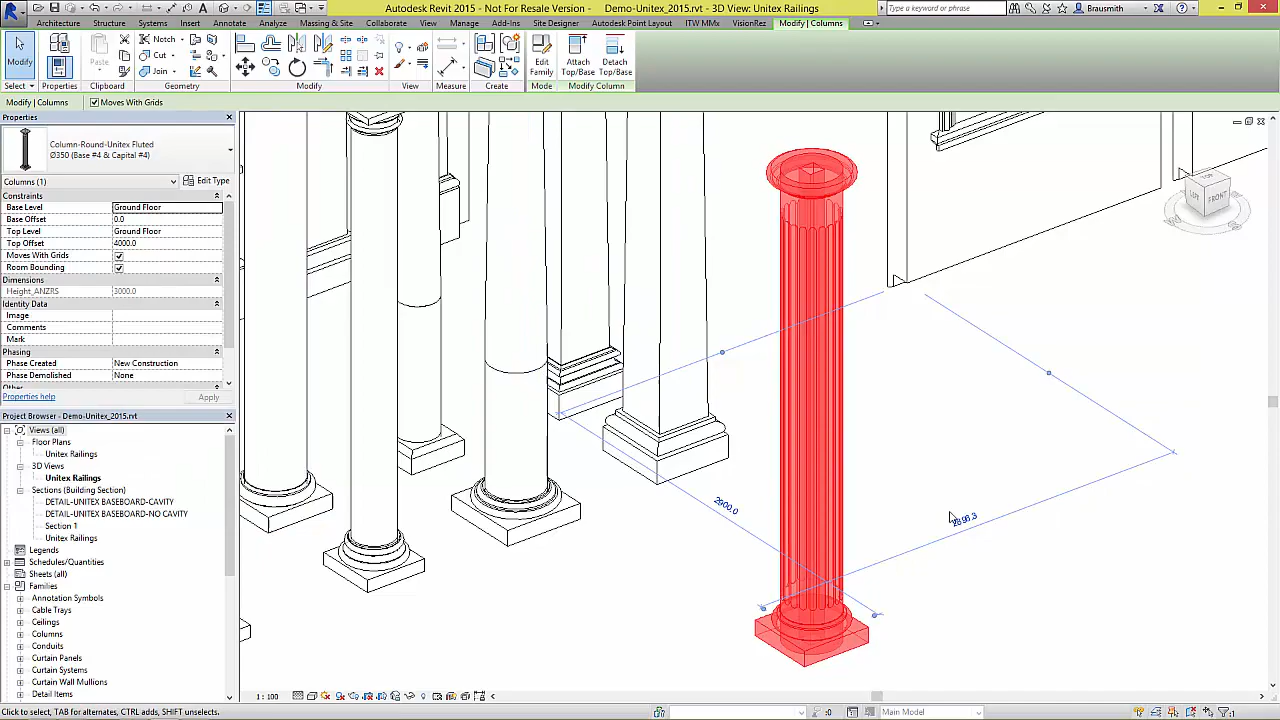 Autodesk Revit 2015 - Not For Resale Version - Demo-Unitex_2015.rvt - 3D View: Unitex Railings
Type a keyword or phrase
Brausmith
Architecture Structure Systems Insert Annotate Analyze Massing & Site Collaborate View Manage Add-Ins Site Designer Autodesk Point Layout ITW MMx VisionRez Modify | Columns
Modify
Paste
Notch
Cut
Join
Edit
Family
Attach
Top/Base
Detach
Top/Base
Select Properties Clipboard Geometry Modify View Measure Create Mode Modify Column
Modify | Columns
Moves With Grids
Properties
Column-Round-Unitex Fluted
Ø350 (Base #4 & Capital #4)
Columns (1)
Edit Type
Constraints
Base Level Ground Floor
Base Offset 0.0
Top Level Ground Floor
Top Offset 4000.0
Moves With Grids
Room Bounding
Dimensions
Height_ANZRS 3000.0
Identity Data
Image
Comments
Mark
Phasing
Phase Created New Construction
Phase Demolished None
Other
Properties help
Apply
Project Browser - Demo-Unitex_2015.rvt
Views (all)
Floor Plans
Unitex Railings
3D Views
Unitex Railings
Sections (Building Section)
DETAIL-UNITEX BASEBOARD-CAVITY
DETAIL-UNITEX BASEBOARD-NO CAVITY
Section 1
Unitex Railings
Legends
Schedules/Quantities
Sheets (all)
Families
Annotation Symbols
Cable Trays
Ceilings
Columns
Conduits
Curtain Panels
Curtain Systems
Curtain Wall Mullions
Detail Items
LEFT
FRONT
2900.0
1 : 100
Click to select, TAB for alternates, CTRL adds, SHIFT unselects.
:0
Main Model
:1